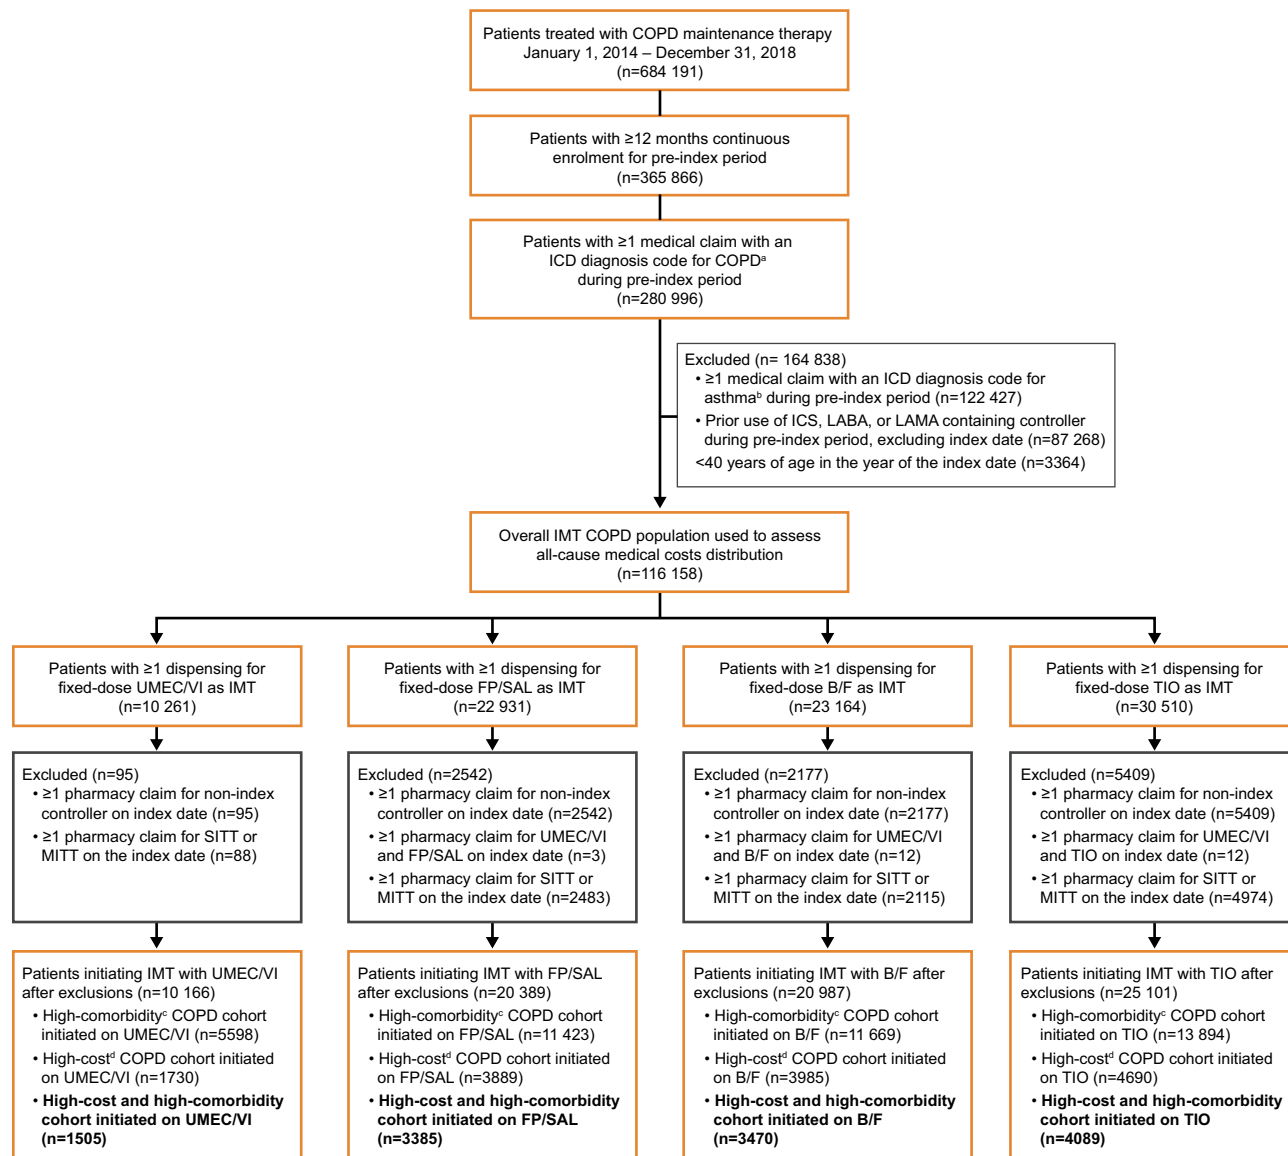 Patients treated with COPD maintenance therapy
January 1, 2014 – December 31, 2018
(n=684 191)
Patients with ≥12 months continuous
enrolment for pre-index period
(n=365 866)
Patients with ≥1 medical claim with an
ICD diagnosis code for COPDᵃ
during pre-index period
(n=280 996)
Excluded (n= 164 838)
• ≥1 medical claim with an ICD diagnosis code for
asthmaᵇ during pre-index period (n=122 427)
• Prior use of ICS, LABA, or LAMA containing controller
during pre-index period, excluding index date (n=87 268)
<40 years of age in the year of the index date (n=3364)
Overall IMT COPD population used to assess
all-cause medical costs distribution
(n=116 158)
Patients with ≥1 dispensing for
fixed-dose UMEC/VI as IMT
(n=10 261)
Patients with ≥1 dispensing for
fixed-dose FP/SAL as IMT
(n=22 931)
Patients with ≥1 dispensing for
fixed-dose B/F as IMT
(n=23 164)
Patients with ≥1 dispensing for
fixed-dose TIO as IMT
(n=30 510)
Excluded (n=95)
• ≥1 pharmacy claim for non-index
controller on index date (n=95)
• ≥1 pharmacy claim for SITT or
MITT on the index date (n=88)
Excluded (n=2542)
• ≥1 pharmacy claim for non-index
controller on index date (n=2542)
• ≥1 pharmacy claim for UMEC/VI
and FP/SAL on index date (n=3)
• ≥1 pharmacy claim for SITT or
MITT on the index date (n=2483)
Excluded (n=2177)
• ≥1 pharmacy claim for non-index
controller on index date (n=2177)
• ≥1 pharmacy claim for UMEC/VI
and B/F on index date (n=12)
• ≥1 pharmacy claim for SITT or
MITT on the index date (n=2115)
Excluded (n=5409)
• ≥1 pharmacy claim for non-index
controller on index date (n=5409)
• ≥1 pharmacy claim for UMEC/VI
and TIO on index date (n=12)
• ≥1 pharmacy claim for SITT or
MITT on the index date (n=4974)
Patients initiating IMT with UMEC/VI
after exclusions (n=10 166)
• High-comorbidityᶜ COPD cohort
initiated on UMEC/VI (n=5598)
• High-costᵈ COPD cohort initiated
on UMEC/VI (n=1730)
• High-cost and high-comorbidity
cohort initiated on UMEC/VI
(n=1505)
Patients initiating IMT with FP/SAL
after exclusions (n=20 389)
• High-comorbidityᶜ COPD cohort
initiated on FP/SAL (n=11 423)
• High-costᵈ COPD cohort initiated
on FP/SAL (n=3889)
• High-cost and high-comorbidity
cohort initiated on FP/SAL
(n=3385)
Patients initiating IMT with B/F after
exclusions (n=20 987)
• High-comorbidityᶜ COPD cohort
initiated on B/F (n=11 669)
• High-costᵈ COPD cohort initiated
on B/F (n=3985)
• High-cost and high-comorbidity
cohort initiated on B/F
(n=3470)
Patients initiating IMT with TIO after
exclusions (n=25 101)
• High-comorbidityᶜ COPD cohort
initiated on TIO (n=13 894)
• High-costᵈ COPD cohort initiated
on TIO (n=4690)
• High-cost and high-comorbidity
cohort initiated on TIO
(n=4089)